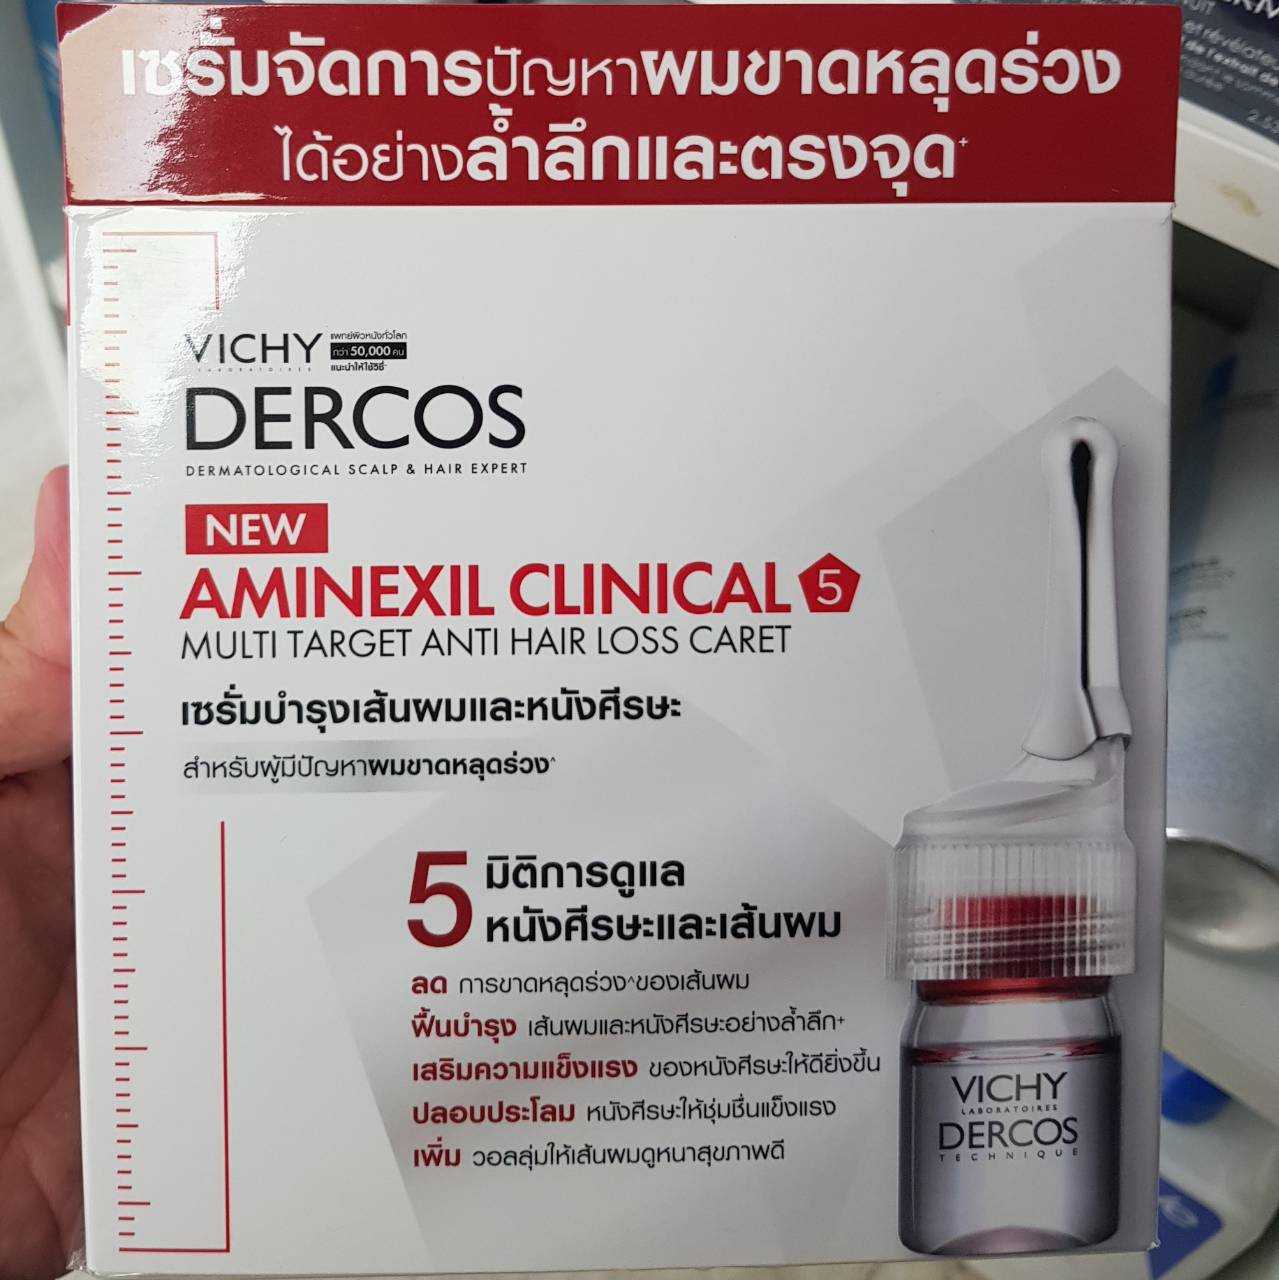 เซรั่มจัดการปัญหาผมขาดหลุดร่วง
ได้อย่างล้ำลึกและตรงจุด+
VICHY
LABORATOIRES
แพทย์ผิวหนังทั่วโลก
กว่า 50,000 คน
แนะนำให้ใช้วิชี่
DERCOS
DERMATOLOGICAL SCALP & HAIR EXPERT
NEW
AMINEXIL CLINICAL 5
MULTI TARGET ANTI HAIR LOSS CARET
เซรั่มบำรุงเส้นผมและหนังศีรษะ
สำหรับผู้มีปัญหาผมขาดหลุดร่วง^
5 มิติการดูแล
หนังศีรษะและเส้นผม
ลด การขาดหลุดร่วง^ของเส้นผม
ฟื้นบำรุง เส้นผมและหนังศีรษะอย่างล้ำลึก+
เสริมความแข็งแรง ของหนังศีรษะให้ดียิ่งขึ้น
ปลอบประโลม หนังศีรษะให้ชุ่มชื่นแข็งแรง
เพิ่ม วอลลุ่มให้เส้นผมดูหนาสุขภาพดี
VICHY
LABORATOIRES
DERCOS
TECHNIQUE